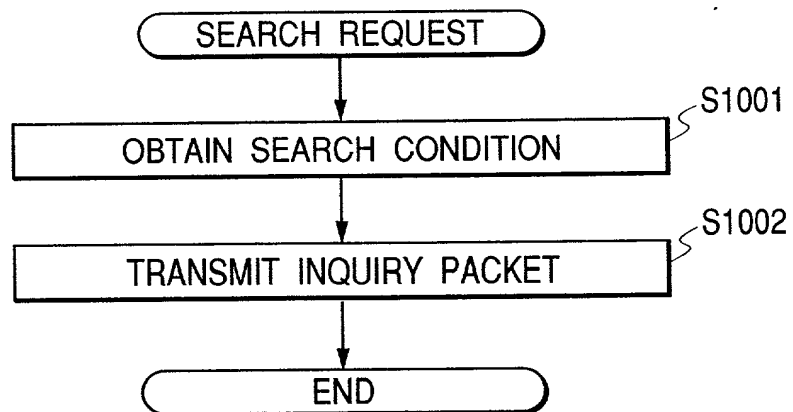 SEARCH REQUEST
S1001
OBTAIN SEARCH CONDITION
S1002
TRANSMIT INQUIRY PACKET
END